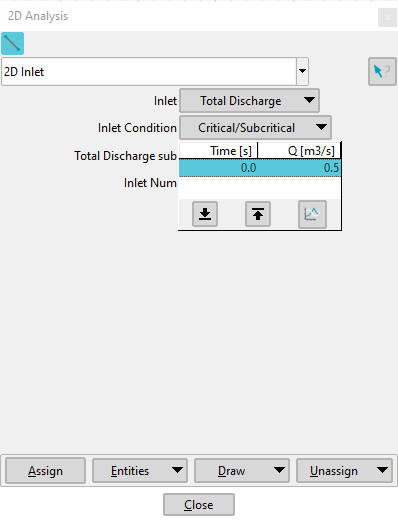 2D Analysis
2D Inlet
Inlet Total Discharge
Inlet Condition Critical/Subcritical
Total Discharge sub Time [s] Q [m3/s]
0.0 0.5
Inlet Num
Assign Entities Draw Unassign
Close